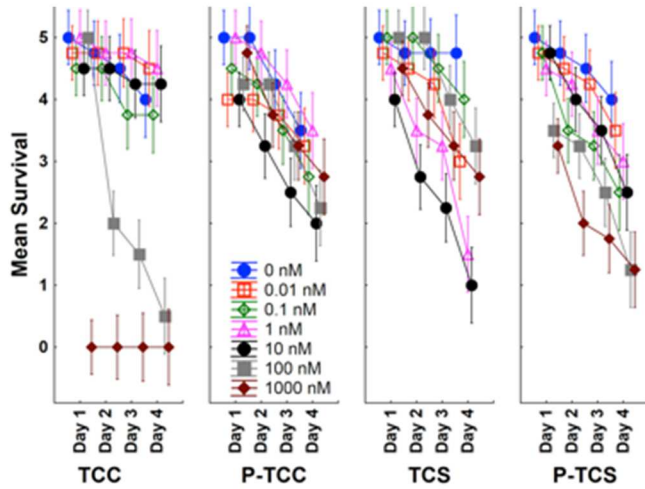 Mean Survival
5
4
3
2
1
0
0 nM
0.01 nM
0.1 nM
1 nM
10 nM
100 nM
1000 nM
Day 1
Day 2
Day 3
Day 4
Day 1
Day 2
Day 3
Day 4
Day 1
Day 2
Day 3
Day 4
Day 1
Day 2
Day 3
Day 4
TCC
P-TCC
TCS
P-TCS